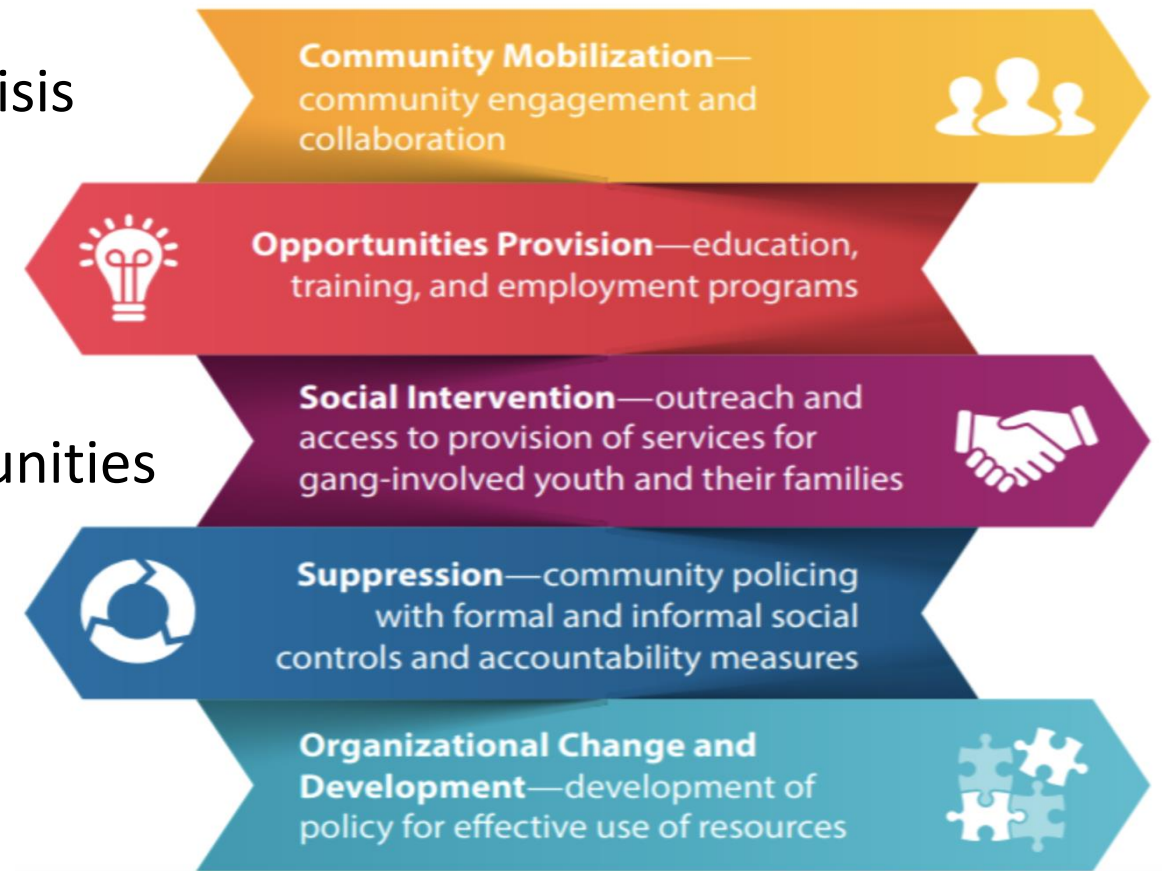 isis
Community Mobilization—
community engagement and
collaboration
Opportunities Provision—education,
training, and employment programs
Social Intervention—outreach and
access to provision of services for
gang-involved youth and their families
unities
Suppression—community policing
with formal and informal social
controls and accountability measures
Organizational Change and
Development—development of
policy for effective use of resources